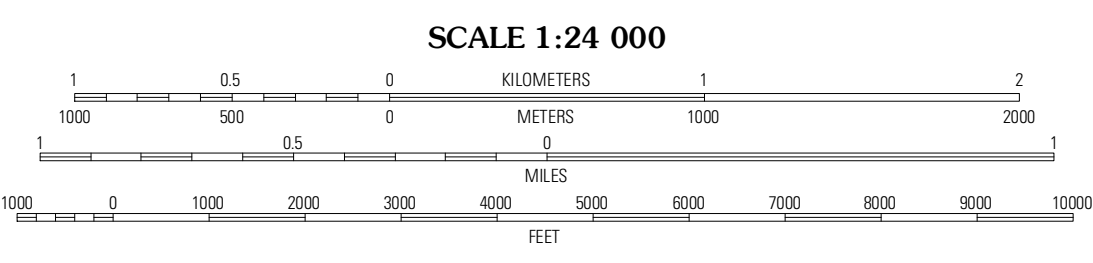 SCALE 1:24 000
1 0.5 0 KILOMETERS 1 2
1000 500 0 METERS 1000 2000
1 0.5 0 1
MILES
1000 0 1000 2000 3000 4000 5000 6000 7000 8000 9000 10000
FEET